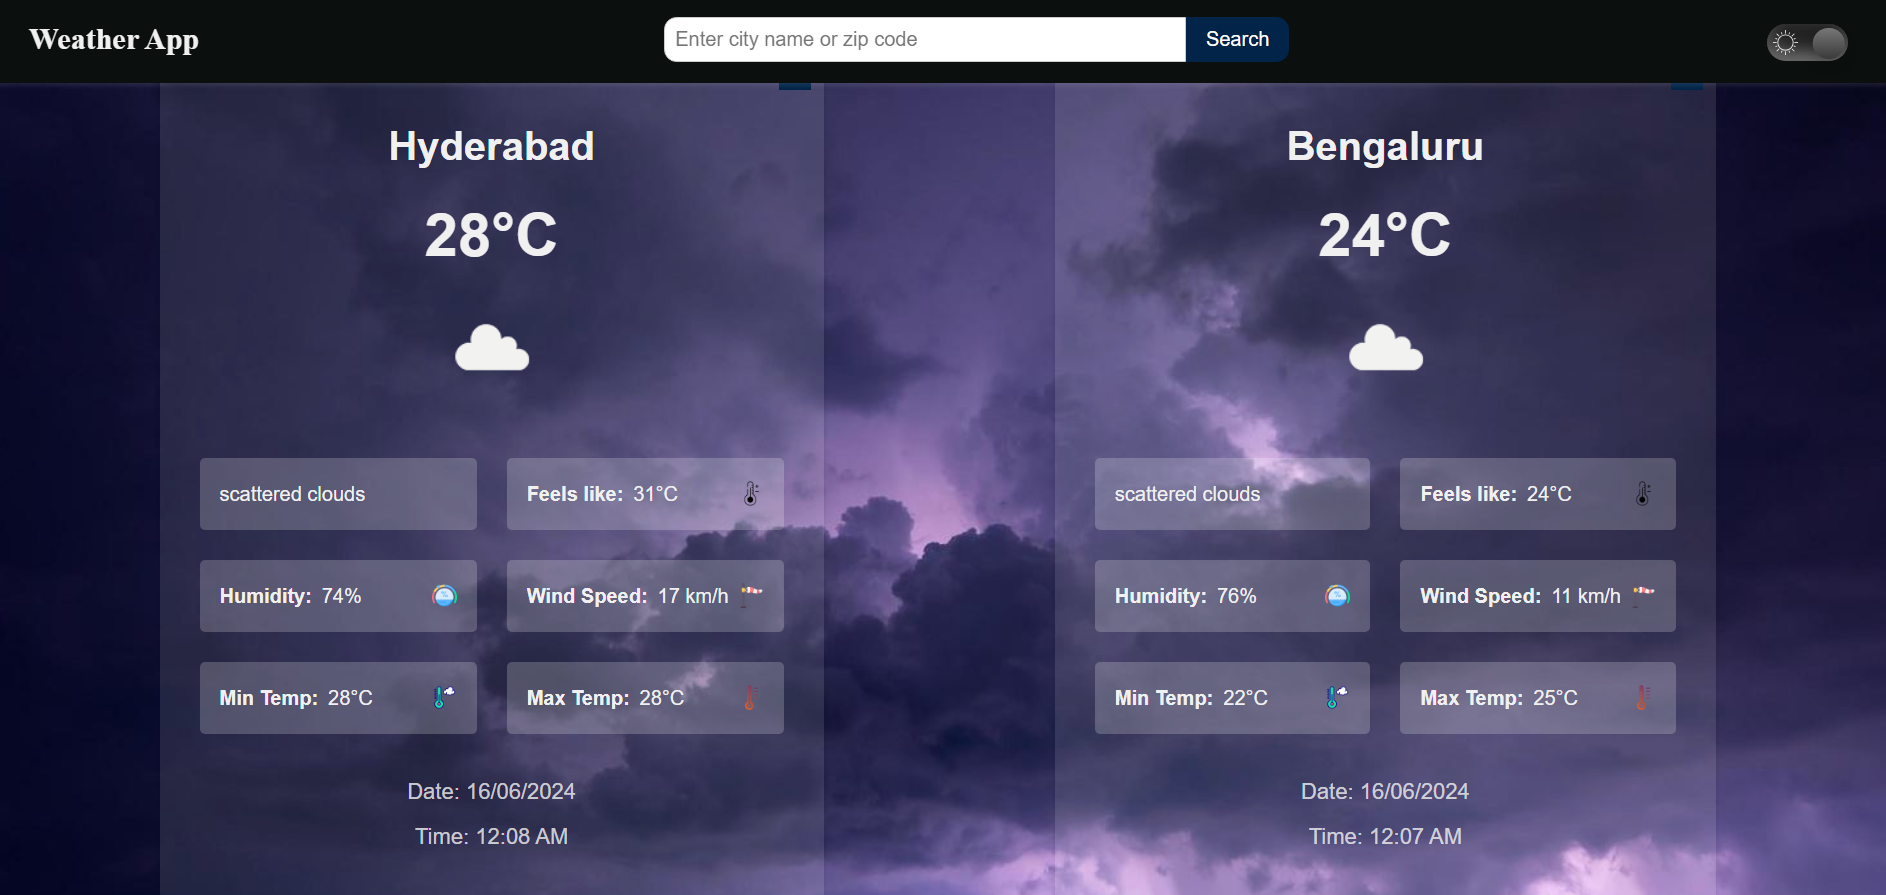 Weather App
Enter city name or zip code
Search
Hyderabad
28°C
scattered clouds
Feels like: 31°C
Humidity: 74%
Wind Speed: 17 km/h
Min Temp: 28°C
Max Temp: 28°C
Date: 16/06/2024
Time: 12:08 AM
Bengaluru
24°C
scattered clouds
Feels like: 24°C
Humidity: 76%
Wind Speed: 11 km/h
Min Temp: 22°C
Max Temp: 25°C
Date: 16/06/2024
Time: 12:07 AM